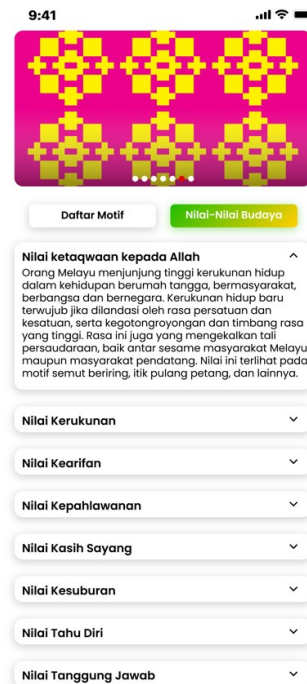 9:41
Daftar Motif
Nilai-Nilai Budaya
Nilai ketaqwaan kepada Allah
Orang Melayu menjunjung tinggi kerukunan hidup
dalam kehidupan berumah tangga, bermasyarakat,
berbangsa dan bernegara. Kerukunan hidup baru
terwujub jika dilandasi oleh rasa persatuan dan
kesatuan, serta kegotongroyongan dan timbang rasa
yang tinggi. Rasa ini juga yang mengekalkan tali
persaudaraan, baik antar sesame masyarakat Melayu
maupun masyarakat pendatang. Nilai ini terlihat pada
motif semut beriring, itik pulang petang, dan lainnya.
Nilai Kerukunan
Nilai Kearifan
Nilai Kepahlawanan
Nilai Kasih Sayang
Nilai Kesuburan
Nilai Tahu Diri
Nilai Tanggung Jawab